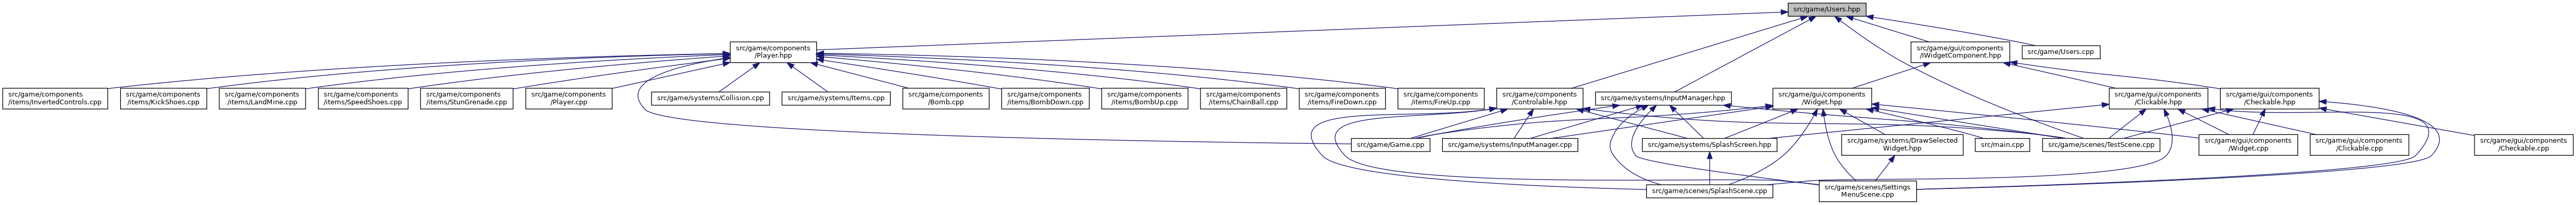 src/game/Users.hpp
src/game/components
/Player.hpp
src/game/gui/components
/IWidgetComponent.hpp
src/game/Users.cpp
src/game/components
/items/InvertedControls.cpp
src/game/components
/items/KickShoes.cpp
src/game/components
/items/LandMine.cpp
src/game/components
/items/SpeedShoes.cpp
src/game/components
/items/StunGrenade.cpp
src/game/components
/Player.cpp
src/game/systems/Collision.cpp
src/game/systems/Items.cpp
src/game/components
/Bomb.cpp
src/game/components
/items/BombDown.cpp
src/game/components
/items/BombUp.cpp
src/game/components
/items/ChainBall.cpp
src/game/components
/items/FireDown.cpp
src/game/components
/items/FireUp.cpp
src/game/components
/Controlable.hpp
src/game/systems/InputManager.hpp
src/game/gui/components
/Widget.hpp
src/game/gui/components
/Clickable.hpp
src/game/gui/components
/Checkable.hpp
src/game/Game.cpp
src/game/systems/InputManager.cpp
src/game/systems/SplashScreen.hpp
src/game/systems/DrawSelected
Widget.hpp
src/main.cpp
src/game/scenes/TestScene.cpp
src/game/gui/components
/Widget.cpp
src/game/gui/components
/Clickable.cpp
src/game/gui/components
/Checkable.cpp
src/game/scenes/SplashScene.cpp
src/game/scenes/Settings
MenuScene.cpp